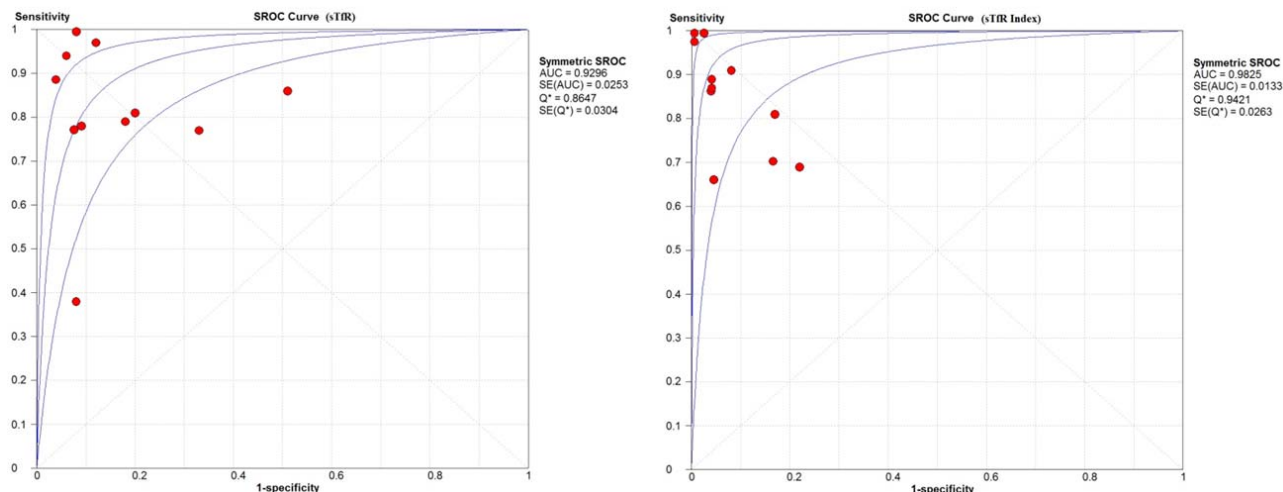 Sensitivity
SROC Curve (sTfR)
1
0.9
0.8
0.7
0.6
0.5
0.4
0.3
0.2
0.1
0
0 0.2 0.4 0.6 0.8 1
1-specificity
Symmetric SROC
AUC = 0.9296
SE(AUC) = 0.0253
Q* = 0.8647
SE(Q*) = 0.0304
Sensitivity
SROC Curve (sTfR Index)
1
0.9
0.8
0.7
0.6
0.5
0.4
0.3
0.2
0.1
0
0 0.2 0.4 0.6 0.8 1
1-specificity
Symmetric SROC
AUC = 0.9825
SE(AUC) = 0.0133
Q* = 0.9421
SE(Q*) = 0.0263